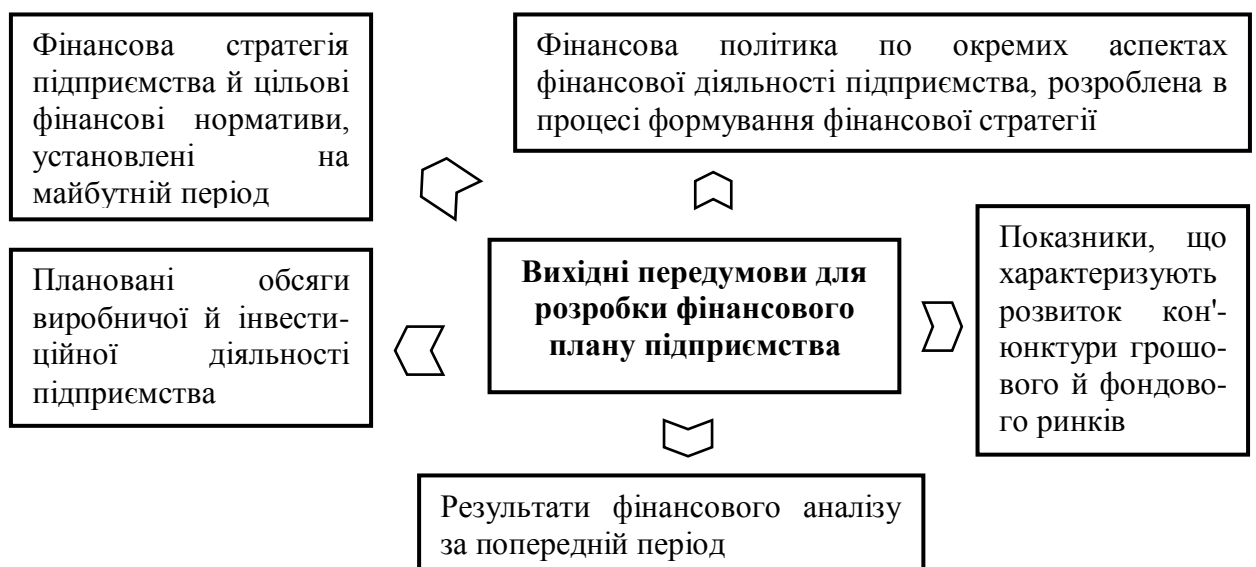 Фінансова стратегія
підприємства й цільові
фінансові нормативи,
установлені на
майбутній період
Фінансова політика по окремих аспектах
фінансової діяльності підприємства, розроблена в
процесі формування фінансової стратегії
Плановані обсяги
виробничої й інвести-
ційної діяльності
підприємства
Вихідні передумови для
розробки фінансового
плану підприємства
Показники, що
характеризують
розвиток кон'-
юнктури грошо-
вого й фондово-
го ринків
Результати фінансового аналізу
за попередній період